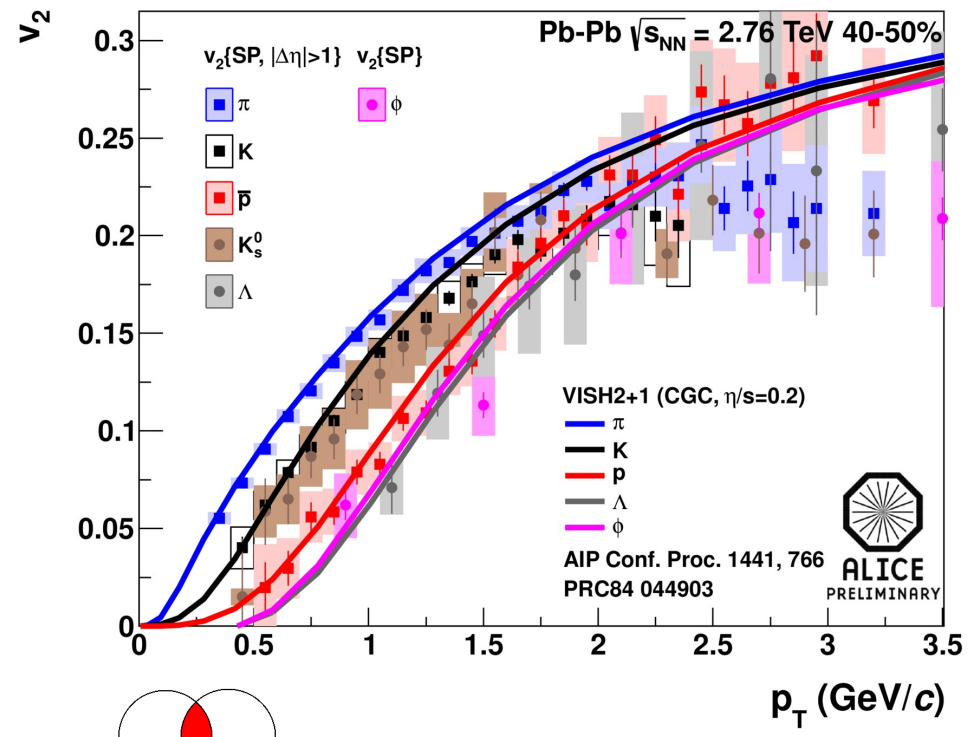 v₂
Pb-Pb √sNN = 2.76 TeV 40-50%
v₂{SP, |Δη|>1} v₂{SP}
π
ϕ
K
p̅
K⁰s
Λ
0.3
0.25
0.2
0.15
0.1
0.05
0
VISH2+1 (CGC, η/s=0.2)
π
K
p
Λ
ϕ
AIP Conf. Proc. 1441, 766
PRC84 044903
ALICE
PRELIMINARY
0 0.5 1 1.5 2 2.5 3 3.5
pT (GeV/c)